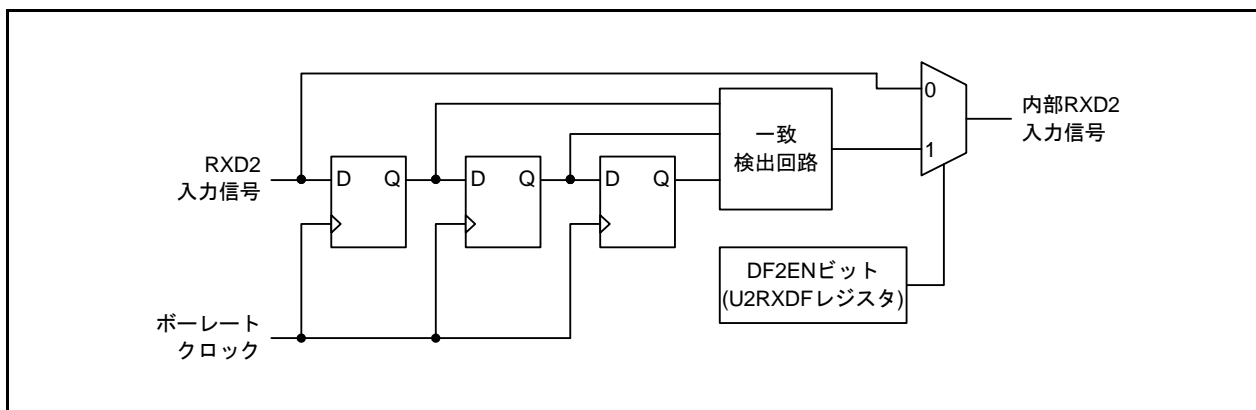 RXD2
入力信号
D Q
D Q
D Q
一致
検出回路
0
1
内部RXD2
入力信号
DF2ENビット
(U2RXDFレジスタ)
ボーレート
クロック